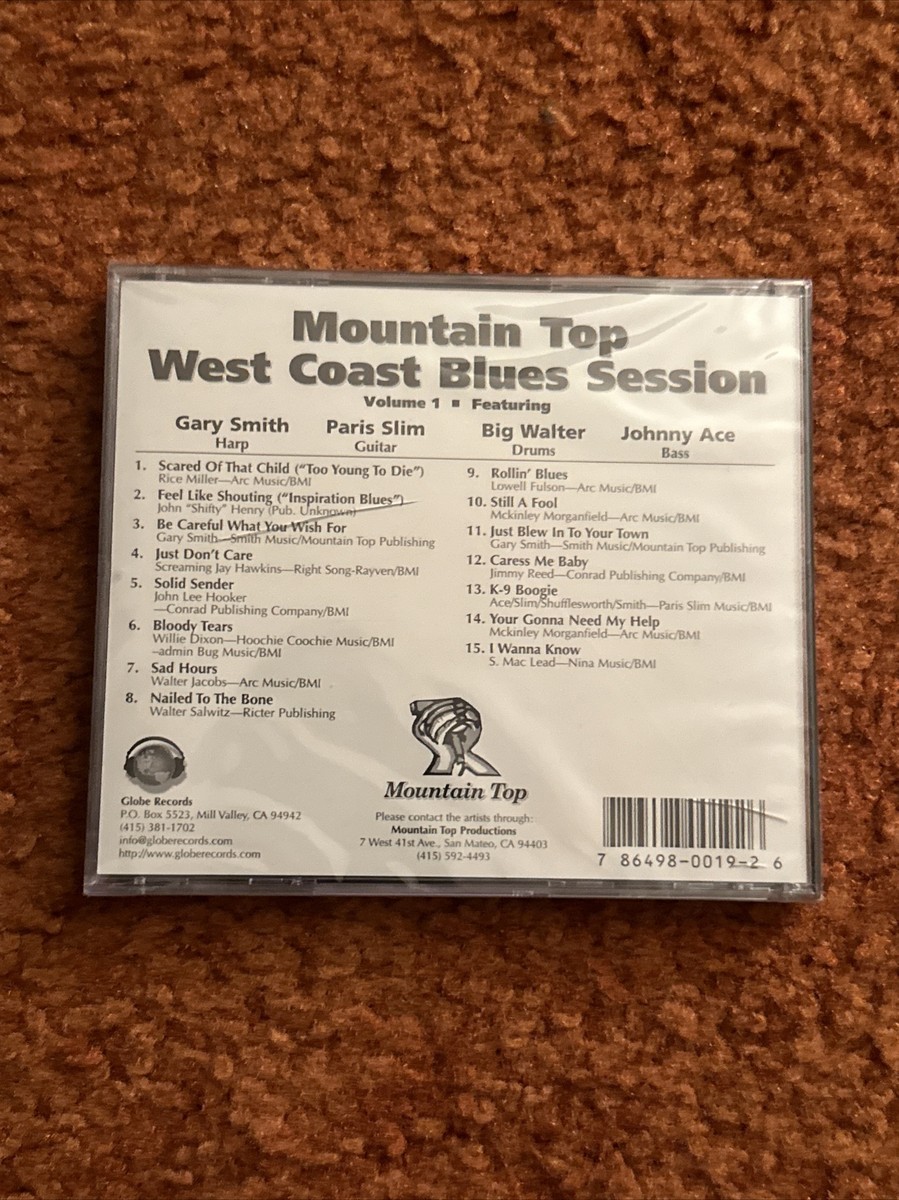 Mountain Top
West Coast Blues Session
Volume 1 ■ Featuring
Gary Smith
Harp
Paris Slim
Guitar
Big Walter
Drums
Johnny Ace
Bass
1. Scared Of That Child ("Too Young To Die")
Rice Miller—Arc Music/BMI
2. Feel Like Shouting ("Inspiration Blues")
John "Shifty" Henry (Pub. Unknown)
3. Be Careful What You Wish For
Gary Smith—Smith Music/Mountain Top Publishing
4. Just Don't Care
Screaming Jay Hawkins—Right Song-Rayven/BMI
5. Solid Sender
John Lee Hooker
—Conrad Publishing Company/BMI
6. Bloody Tears
Willie Dixon—Hoochie Coochie Music/BMI
–admin Bug Music/BMI
7. Sad Hours
Walter Jacobs—Arc Music/BMI
8. Nailed To The Bone
Walter Salwitz—Ricter Publishing
9. Rollin' Blues
Lowell Fulson—Arc Music/BMI
10. Still A Fool
Mckinley Morganfield—Arc Music/BMI
11. Just Blew In To Your Town
Gary Smith—Smith Music/Mountain Top Publishing
12. Caress Me Baby
Jimmy Reed—Conrad Publishing Company/BMI
13. K-9 Boogie
Ace/Slim/Shufflesworth/Smith—Paris Slim Music/BMI
14. Your Gonna Need My Help
Mckinley Morganfield—Arc Music/BMI
15. I Wanna Know
S. Mac Lead—Nina Music/BMI
Globe Records
P.O. Box 5523, Mill Valley, CA 94942
(415) 381-1702
info@globerecords.com
http://www.globerecords.com
Mountain Top
Please contact the artists through:
Mountain Top Productions
7 West 41st Ave., San Mateo, CA 94403
(415) 592-4493
7 86498-0019-2 6